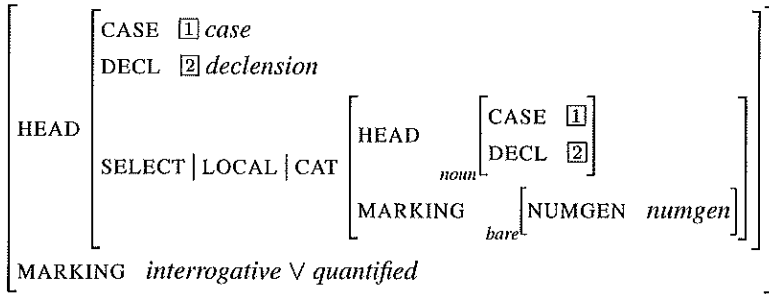 CASE 1 case
DECL 2 declension
HEAD
SELECT | LOCAL | CAT
HEAD
noun
CASE 1
DECL 2
MARKING
bare
NUMGEN numgen
MARKING interrogative ∨ quantified